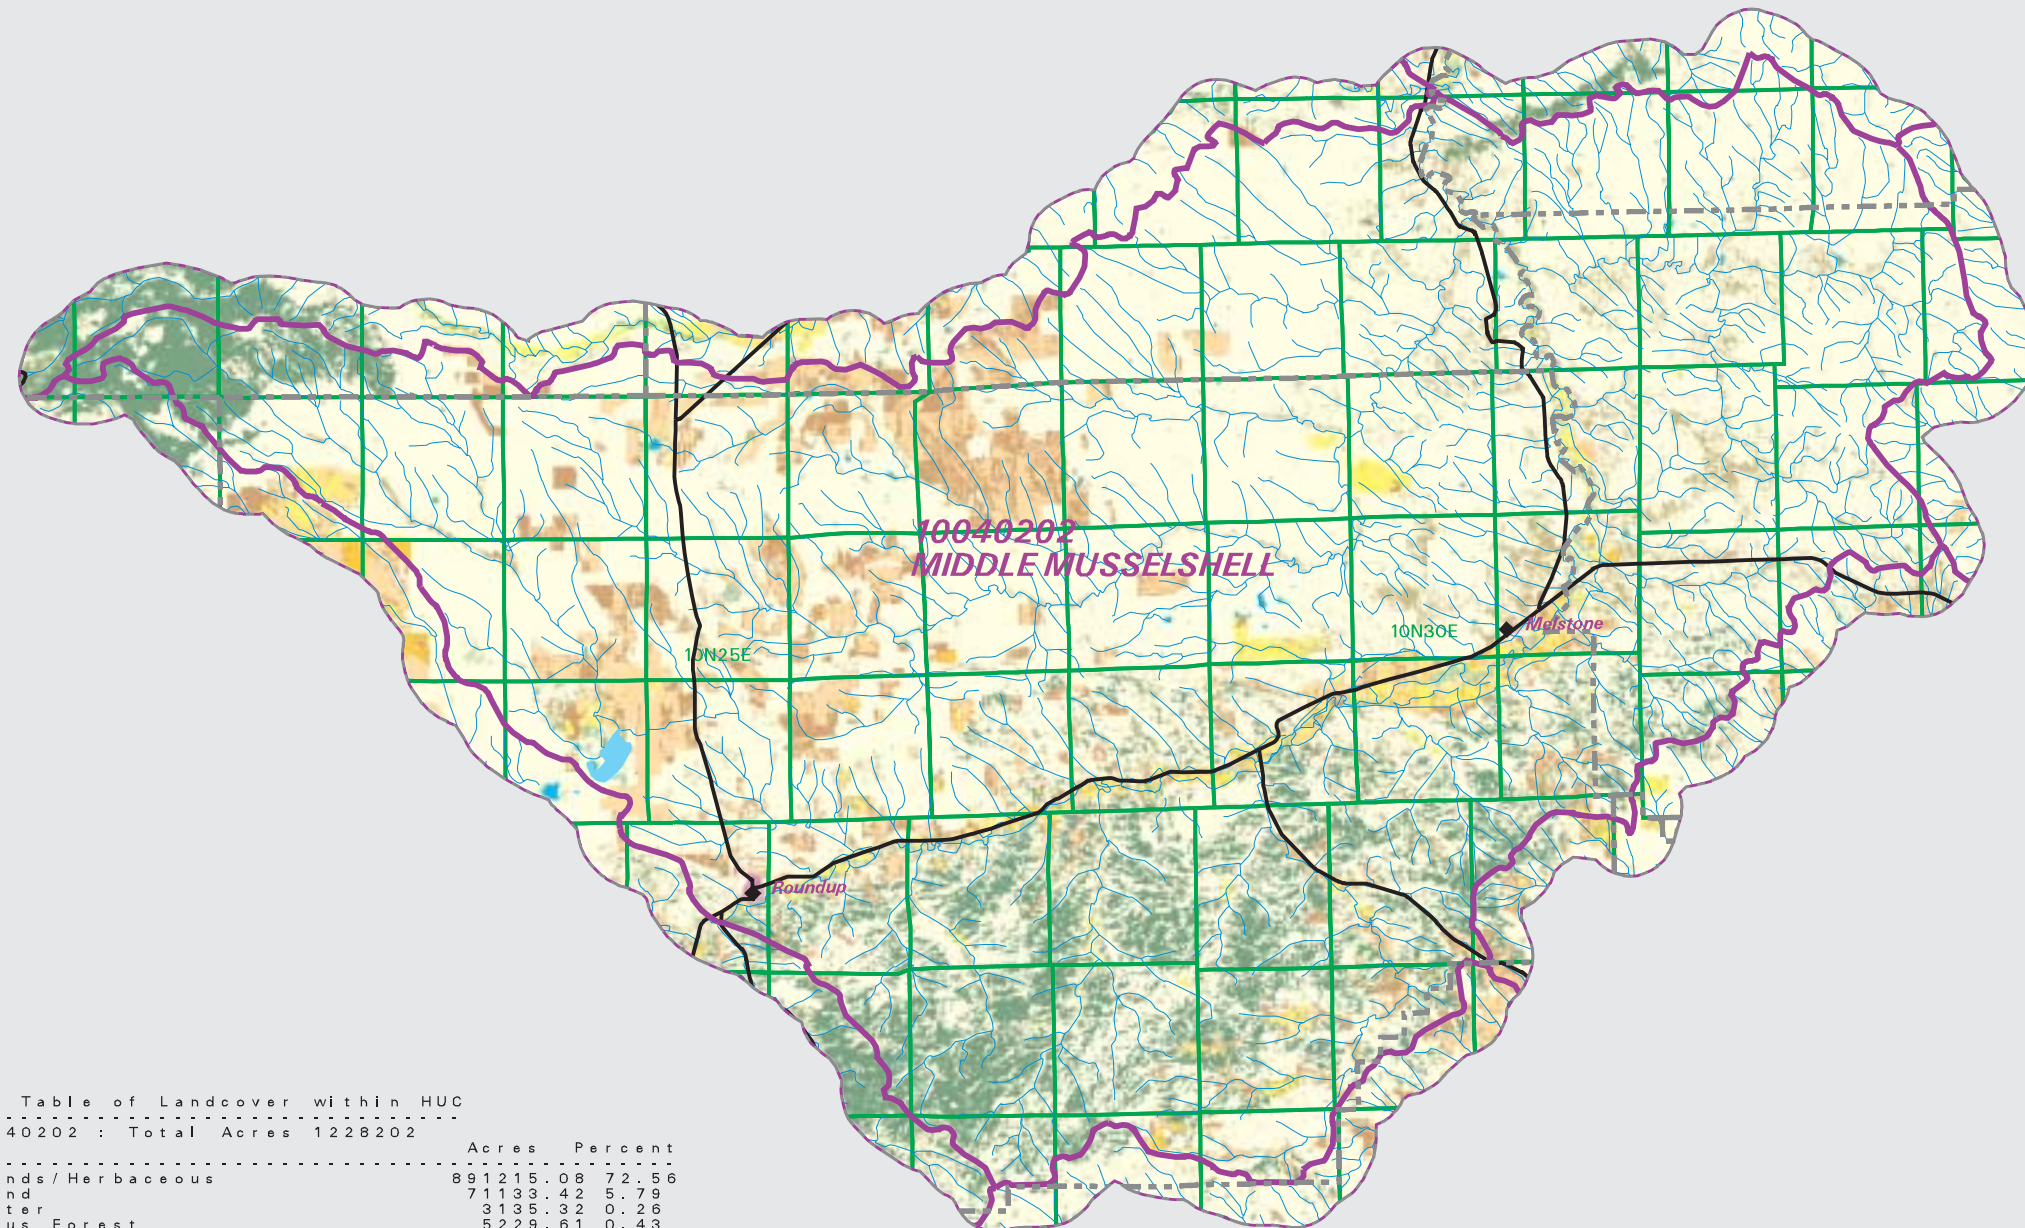 10040202
MIDDLE MUSSELSHELL
10N30E
Melstone
10N25E
Roundup
Table of Landcover within HUC
40202 : Total Acres 1228202
Acres Percent
nds/Herbaceous 891215.08 72.56
nd 71133.42 5.79
ter 3135.32 0.26
us Forest 5229.61 0.43